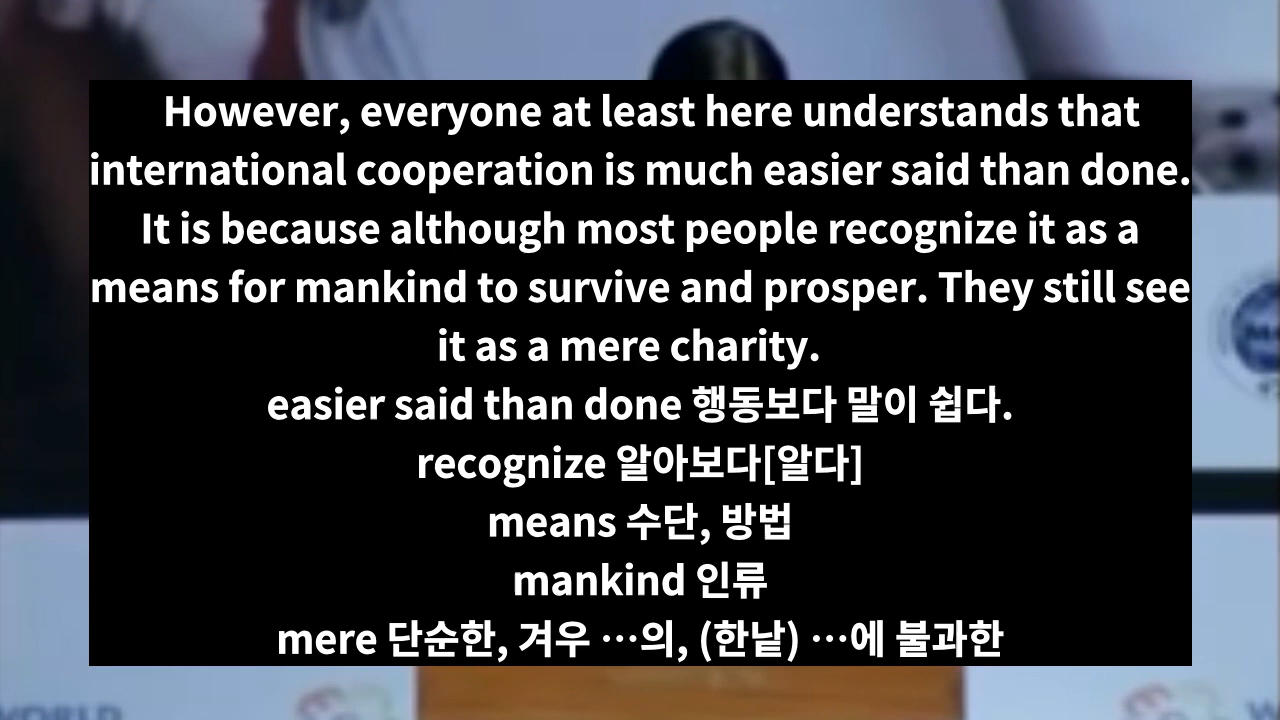 However, everyone at least here understands that
international cooperation is much easier said than done.
It is because although most people recognize it as a
means for mankind to survive and prosper. They still see
it as a mere charity.
easier said than done 행동보다 말이 쉽다.
recognize 알아보다[알다]
means 수단, 방법
mankind 인류
mere 단순한, 겨우 …의, (한낱) …에 불과한
WORLD